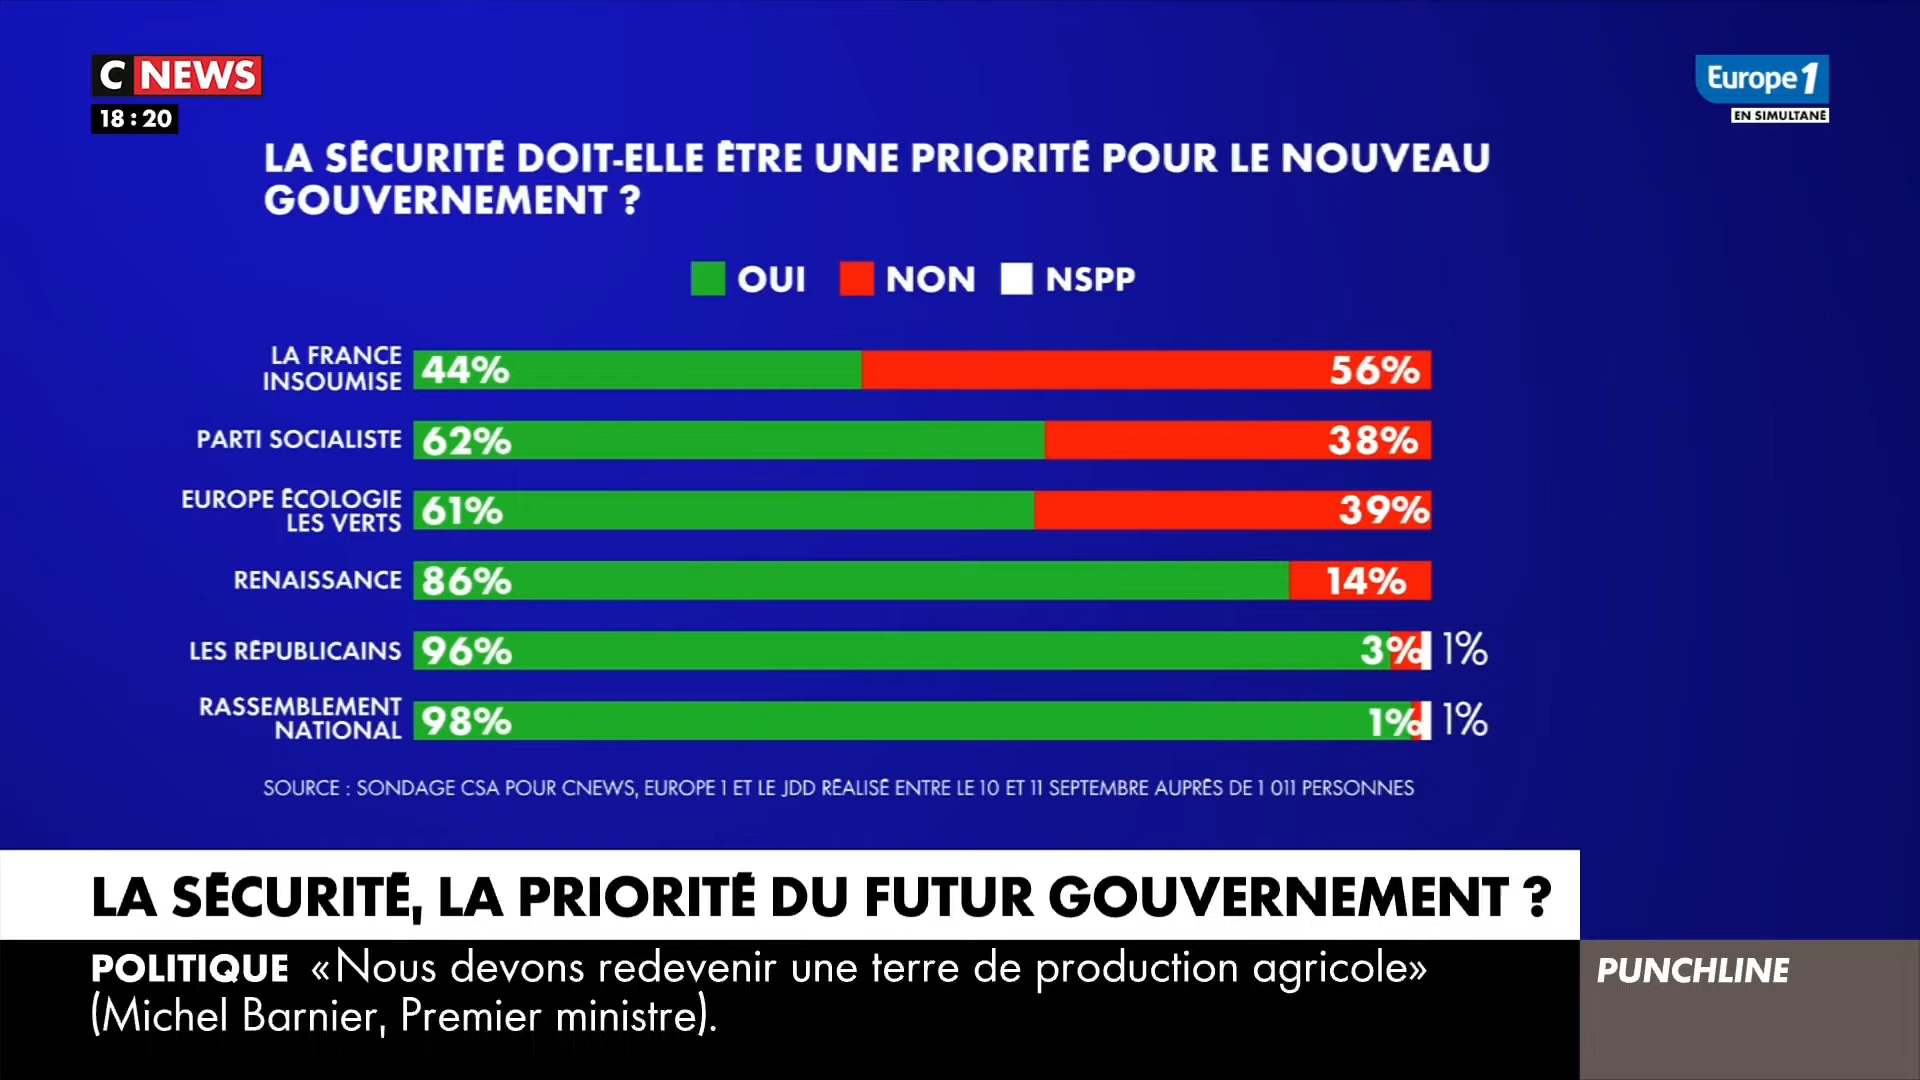 C NEWS
18:20
Europe 1
EN SIMULTANÉ
LA SÉCURITÉ DOIT-ELLE ÊTRE UNE PRIORITÉ POUR LE NOUVEAU
GOUVERNEMENT ?
OUI NON NSPP
LA FRANCE
INSOUMISE
44% 56%
PARTI SOCIALISTE 62% 38%
EUROPE ÉCOLOGIE
LES VERTS
61% 39%
RENAISSANCE 86% 14%
LES RÉPUBLICAINS 96% 3% 1%
RASSEMBLEMENT
NATIONAL
98% 1% 1%
SOURCE : SONDAGE CSA POUR CNEWS, EUROPE 1 ET LE JDD RÉALISÉ ENTRE LE 10 ET 11 SEPTEMBRE AUPRÈS DE 1 011 PERSONNES
LA SÉCURITÉ, LA PRIORITÉ DU FUTUR GOUVERNEMENT ?
POLITIQUE «Nous devons redevenir une terre de production agricole»
(Michel Barnier, Premier ministre).
PUNCHLINE